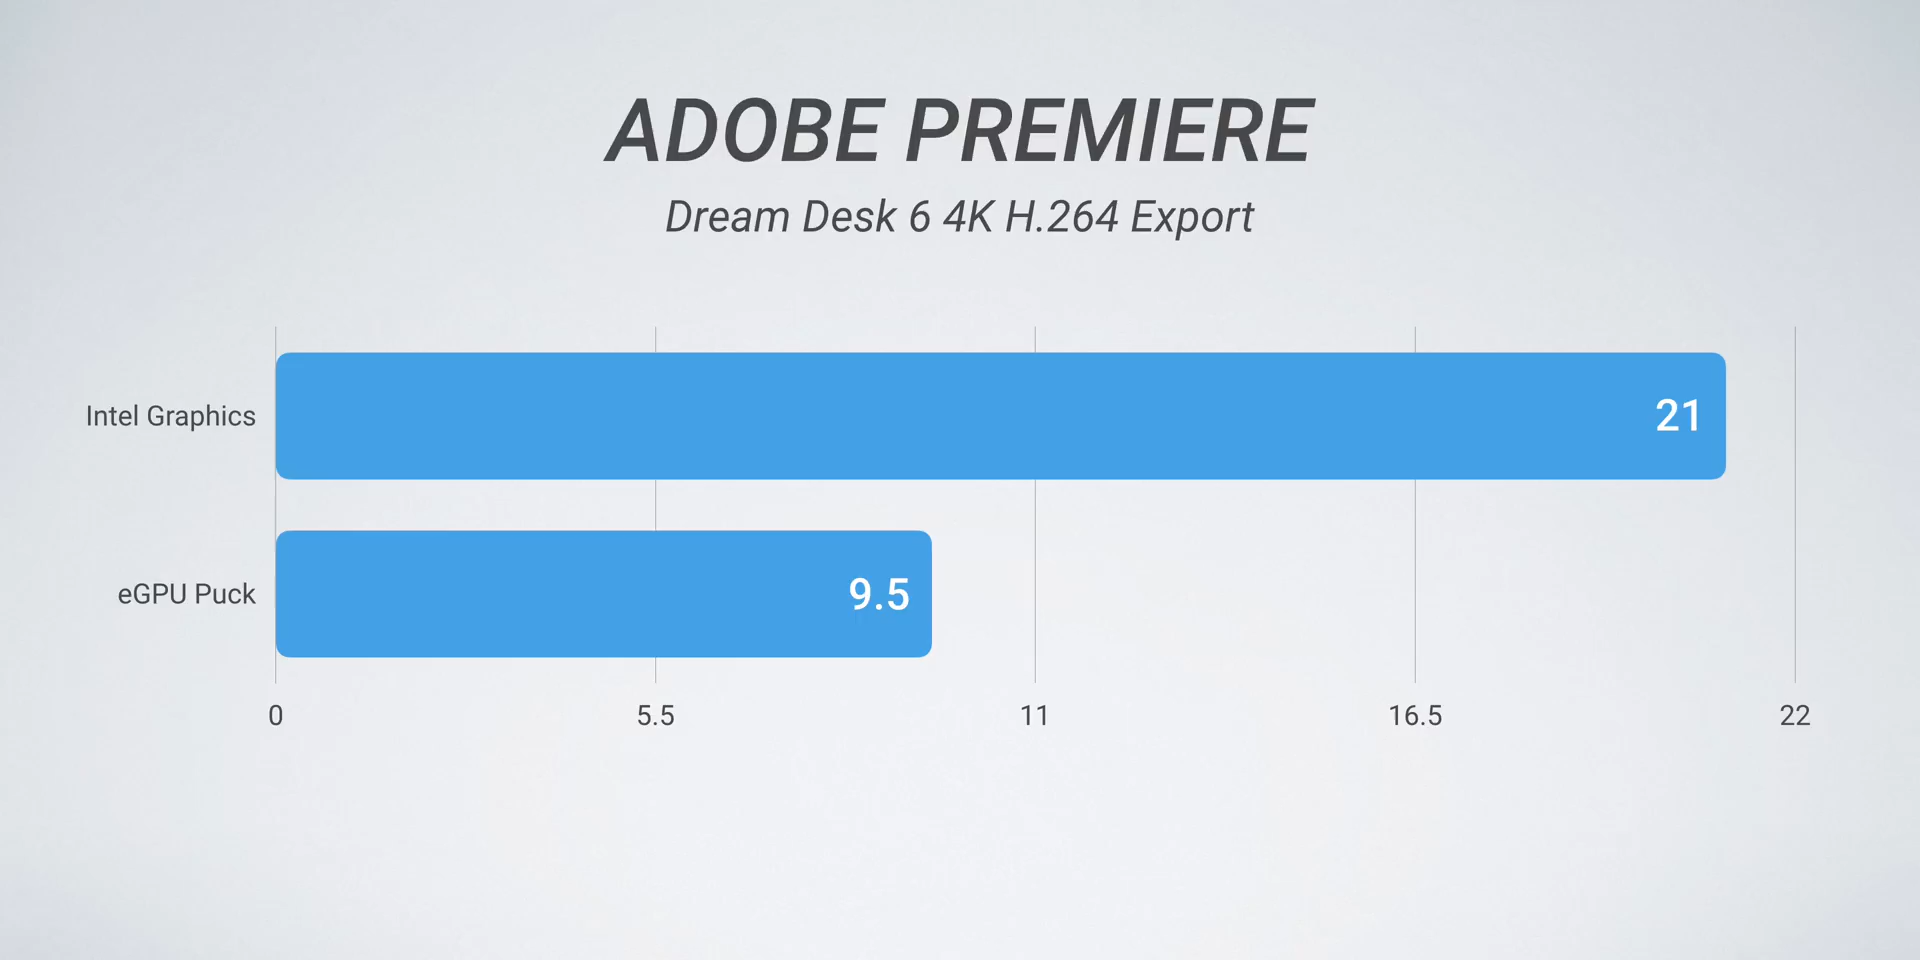 ADOBE PREMIERE
Dream Desk 6 4K H.264 Export
Intel Graphics
21
eGPU Puck
9.5
0 5.5 11 16.5 22